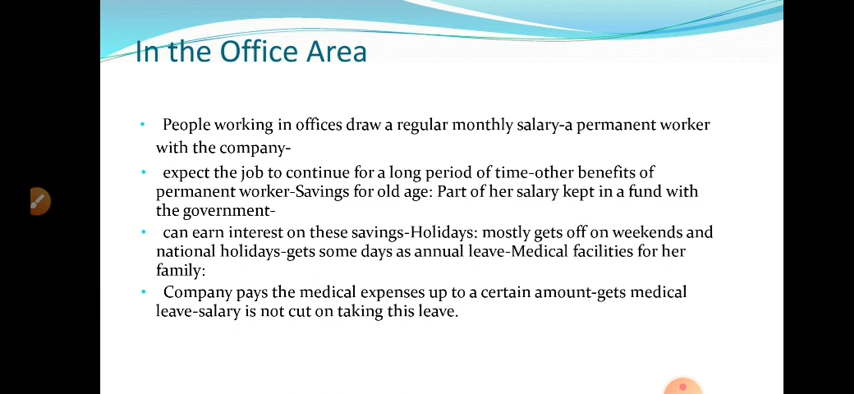 In the Office Area
• People working in offices draw a regular monthly salary-a permanent worker
with the company-
• expect the job to continue for a long period of time-other benefits of
permanent worker-Savings for old age: Part of her salary kept in a fund with
the government-
• can earn interest on these savings-Holidays: mostly gets off on weekends and
national holidays-gets some days as annual leave-Medical facilities for her
family:
• Company pays the medical expenses up to a certain amount-gets medical
leave-salary is not cut on taking this leave.